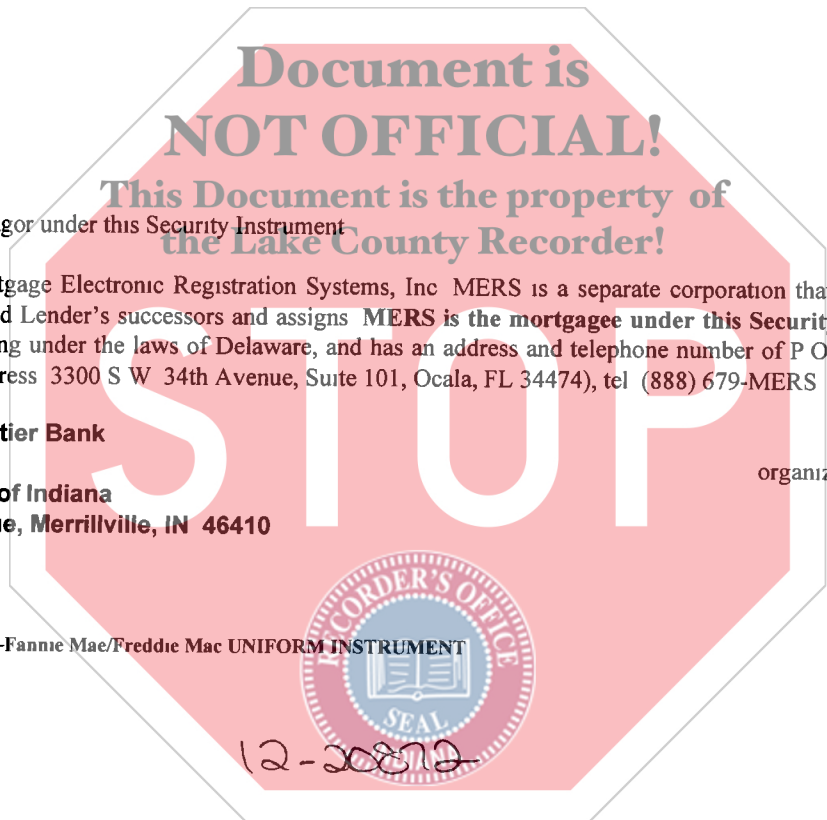 Document is
NOT OFFICIAL!
This Document is the property of
the Lake County Recorder!
gor under this Security Instrument
tgage Electronic Registration Systems, Inc MERS is a separate corporation tha
d Lender's successors and assigns MERS is the mortgagee under this Securit
ng under the laws of Delaware, and has an address and telephone number of P O
ress 3300 S W 34th Avenue, Suite 101, Ocala, FL 34474), tel (888) 679-MERS
tier Bank
organiz
of Indiana
e, Merrillville, IN 46410
STOP
-Fannie Mae/Freddie Mac UNIFORM INSTRUMENT
RECORDER'S OFFICE
SEAL
INDIANA
12-20872